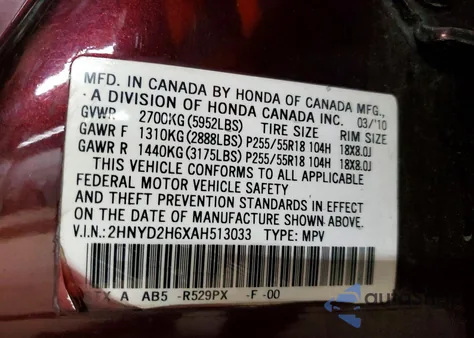 MFD. IN CANADA BY HONDA OF CANADA MFG.,
A DIVISION OF HONDA CANADA INC. 03/'10
GVWR 2700KG(5952LBS) TIRE SIZE RIM SIZE
GAWR F 1310KG(2888LBS) P255/55R18 104H 18X8.0J
GAWR R 1440KG(3175LBS) P255/55R18 104H 18X8.0J
THIS VEHICLE CONFORMS TO ALL APPLICABLE
FEDERAL MOTOR VEHICLE SAFETY
AND THEFT PREVENTION STANDARDS IN EFFECT
ON THE DATE OF MANUFACTURE SHOWN ABOVE.
V.I.N.:2HNYD2H6XAH513033 TYPE: MPV
A AB5 -R529PX -F -00